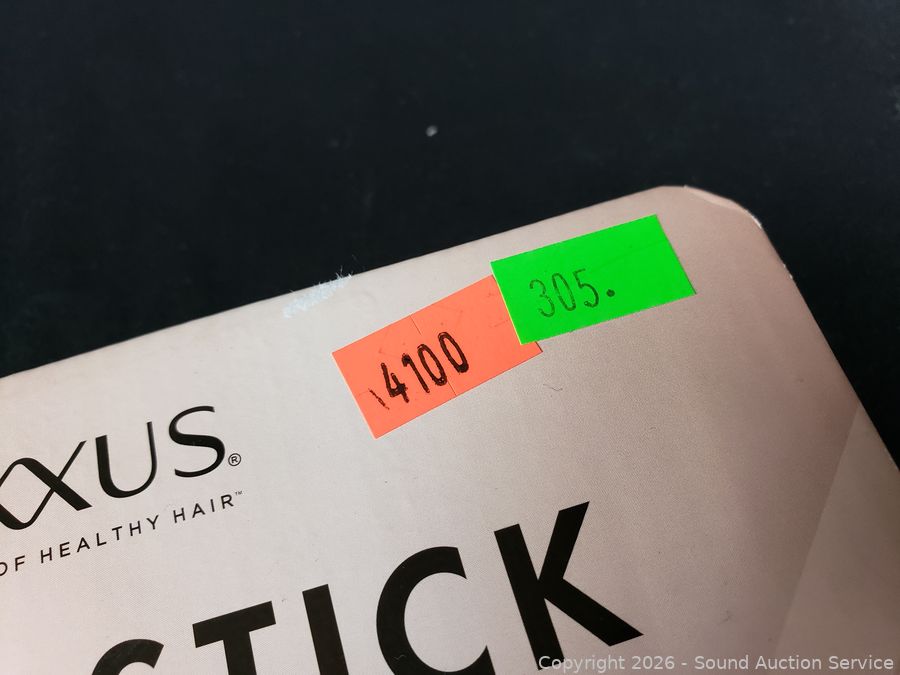 305.
4100
XUS®
OF HEALTHY HAIR™
STICK
Copyright 2026 - Sound Auction Service